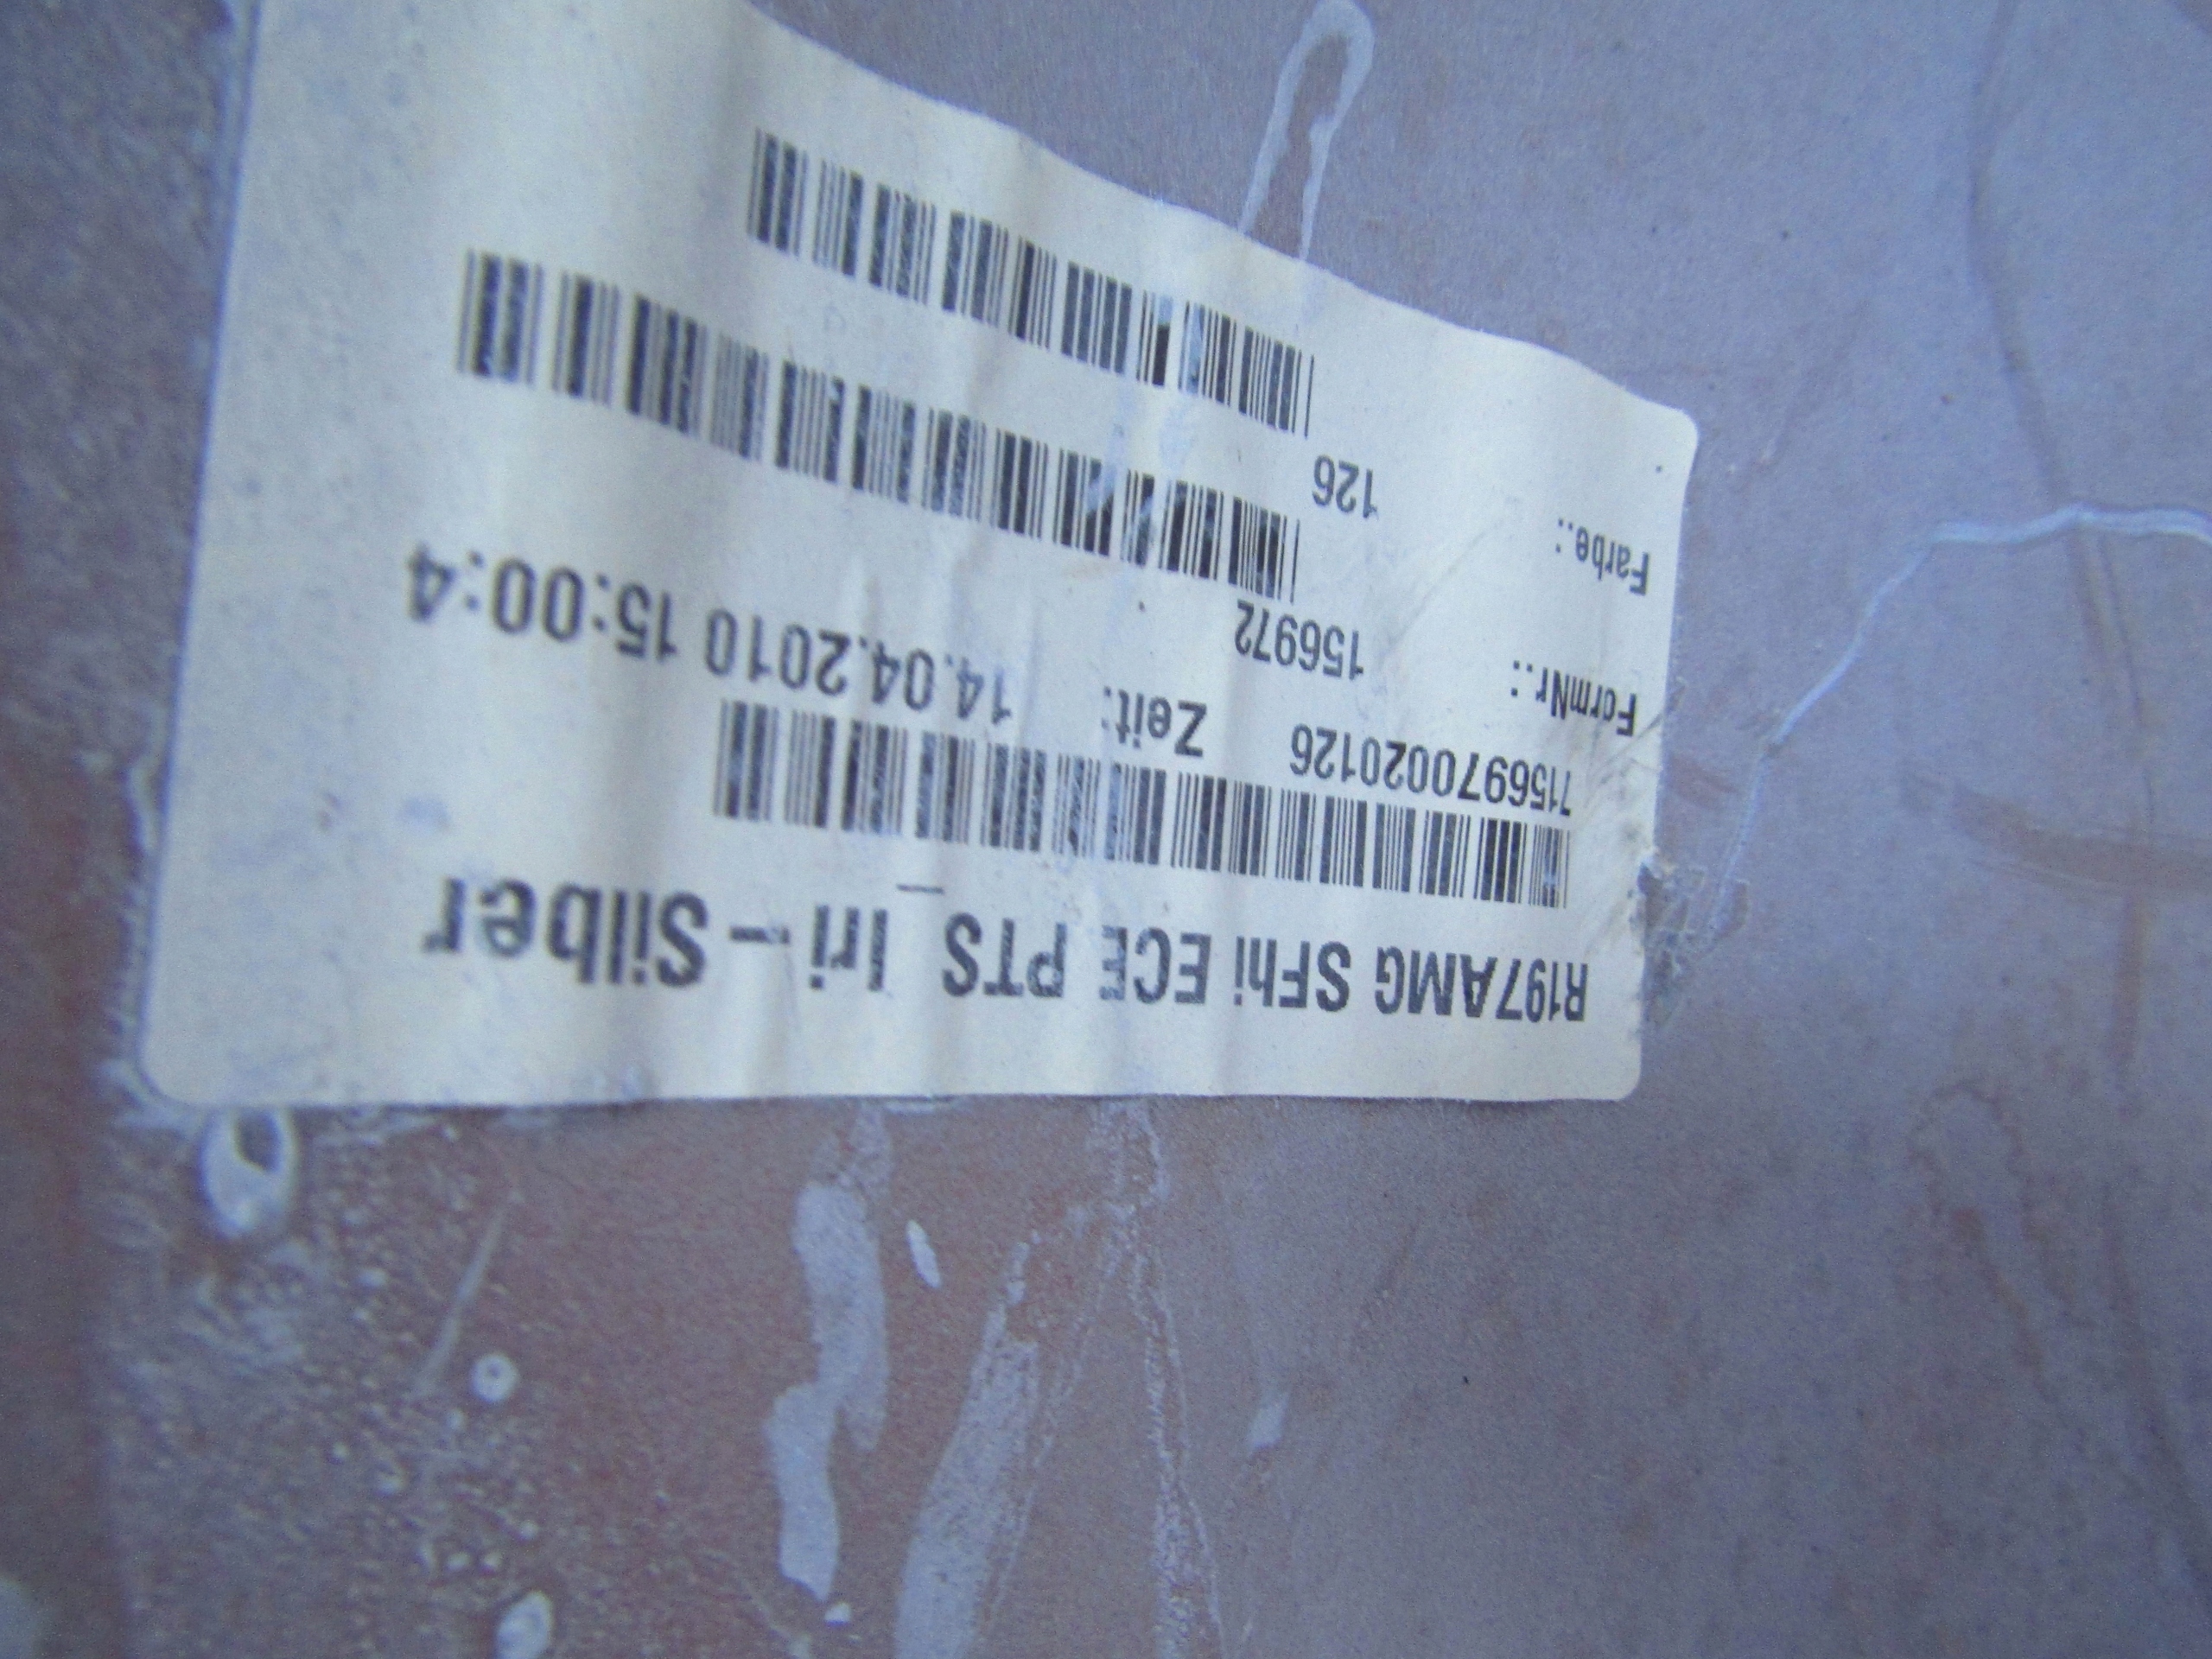 R197AMG SFhi ECE PTS_Iri - Silber
7156970020126 Zeit: 14.04.2010 15:00:4
FormNr.: 156972
Farbe.: 126